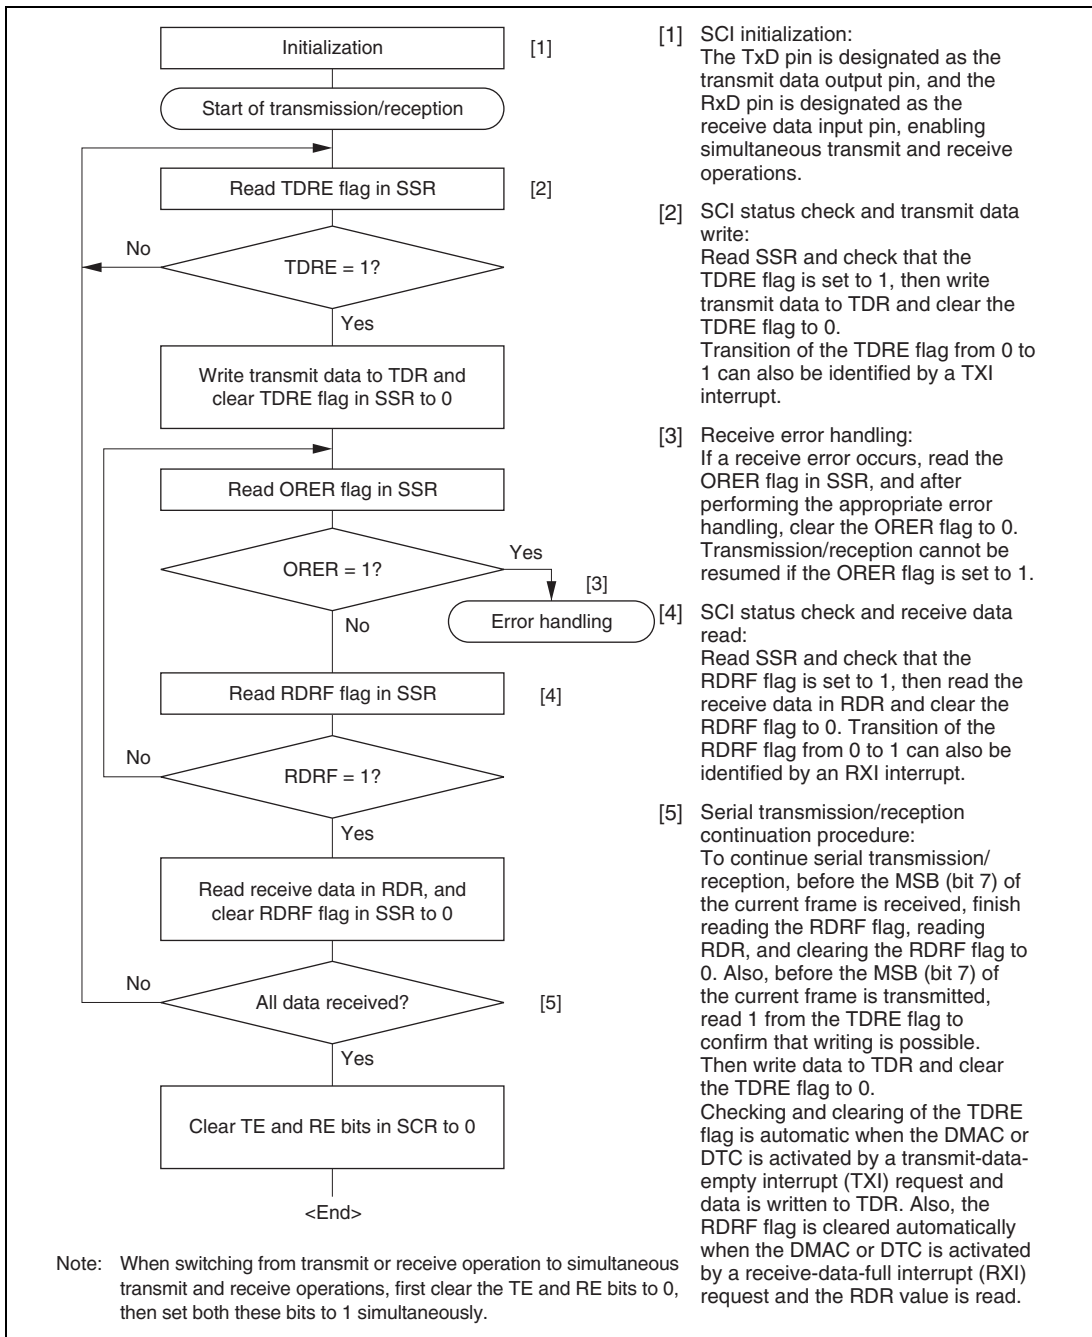 Initialization
[1]
Start of transmission/reception
Read TDRE flag in SSR
[2]
No
TDRE = 1?
Yes
Write transmit data to TDR and
clear TDRE flag in SSR to 0
Read ORER flag in SSR
ORER = 1?
Yes
[3]
Error handling
No
Read RDRF flag in SSR
[4]
No
RDRF = 1?
Yes
Read receive data in RDR, and
clear RDRF flag in SSR to 0
No
All data received?
[5]
Yes
Clear TE and RE bits in SCR to 0
<End>
[1] SCI initialization:
The TxD pin is designated as the
transmit data output pin, and the
RxD pin is designated as the
receive data input pin, enabling
simultaneous transmit and receive
operations.
[2] SCI status check and transmit data
write:
Read SSR and check that the
TDRE flag is set to 1, then write
transmit data to TDR and clear the
TDRE flag to 0.
Transition of the TDRE flag from 0 to
1 can also be identified by a TXI
interrupt.
[3] Receive error handling:
If a receive error occurs, read the
ORER flag in SSR, and after
performing the appropriate error
handling, clear the ORER flag to 0.
Transmission/reception cannot be
resumed if the ORER flag is set to 1.
[4] SCI status check and receive data
read:
Read SSR and check that the
RDRF flag is set to 1, then read the
receive data in RDR and clear the
RDRF flag to 0. Transition of the
RDRF flag from 0 to 1 can also be
identified by an RXI interrupt.
[5] Serial transmission/reception
continuation procedure:
To continue serial transmission/
reception, before the MSB (bit 7) of
the current frame is received, finish
reading the RDRF flag, reading
RDR, and clearing the RDRF flag to
0. Also, before the MSB (bit 7) of
the current frame is transmitted,
read 1 from the TDRE flag to
confirm that writing is possible.
Then write data to TDR and clear
the TDRE flag to 0.
Checking and clearing of the TDRE
flag is automatic when the DMAC or
DTC is activated by a transmit-data-
empty interrupt (TXI) request and
data is written to TDR. Also, the
RDRF flag is cleared automatically
when the DMAC or DTC is activated
by a receive-data-full interrupt (RXI)
request and the RDR value is read.
Note: When switching from transmit or receive operation to simultaneous
transmit and receive operations, first clear the TE and RE bits to 0,
then set both these bits to 1 simultaneously.